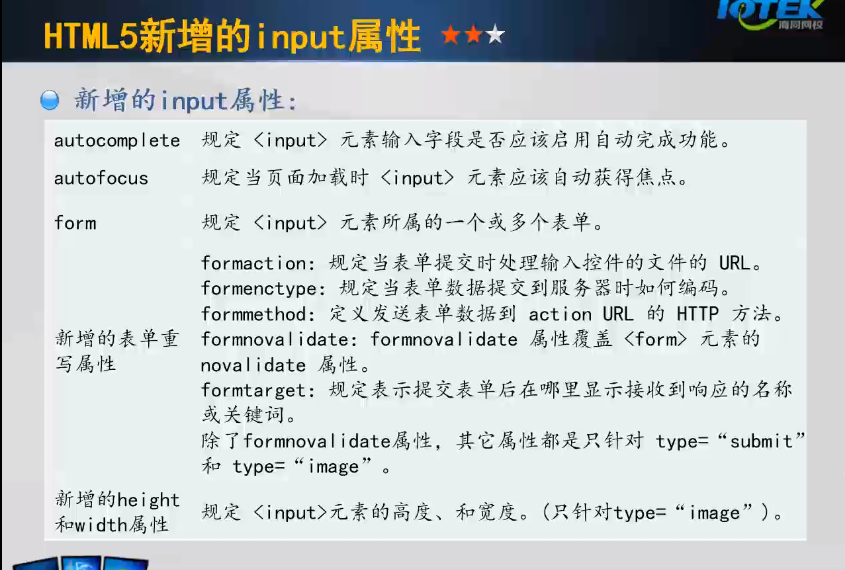 IOTEK
海同网校
HTML5新增的input属性
新增的input属性:
autocomplete 规定 <input> 元素输入字段是否应该启用自动完成功能。
autofocus 规定当页面加载时 <input> 元素应该自动获得焦点。
form 规定 <input> 元素所属的一个或多个表单。
新增的表单重
写属性
formaction: 规定当表单提交时处理输入控件的文件的 URL。
formenctype: 规定当表单数据提交到服务器时如何编码。
formmethod: 定义发送表单数据到 action URL 的 HTTP 方法。
formnovalidate: formnovalidate 属性覆盖 <form> 元素的
novalidate 属性。
formtarget: 规定表示提交表单后在哪里显示接收到响应的名称
或关键词。
除了formnovalidate属性, 其它属性都是只针对 type=“submit”
和 type=“image”。
新增的height
和width属性
规定 <input>元素的高度、和宽度。(只针对type=“image”)。